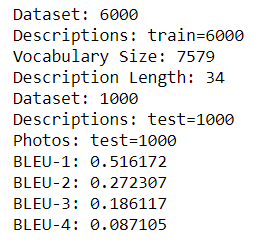 Dataset: 6000
Descriptions: train=6000
Vocabulary Size: 7579
Description Length: 34
Dataset: 1000
Descriptions: test=1000
Photos: test=1000
BLEU-1: 0.516172
BLEU-2: 0.272307
BLEU-3: 0.186117
BLEU-4: 0.087105